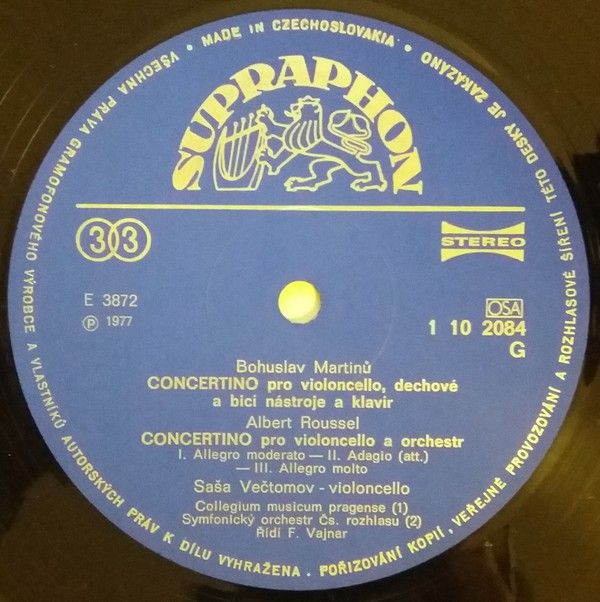 • MADE IN CZECHOSLOVAKIA •
VŠECHNA PRÁVA GRAMOFONOVÉHO VÝROBCE A VLASTNÍKŮ AUTORSKÝCH PRÁV K DÍLU VYHRAŽENA. POŘIZOVÁNÍ KOPIÍ, VEŘEJNÉ PROVOZOVÁNÍ A ROZHLASOVÉ ŠÍŘENÍ TÉTO DESKY JE ZAKÁZÁNO
SUPRAPHON
33
STEREO
E 3872
Ⓟ 1977
OSA
1 10 2084
G
Bohuslav Martinů
CONCERTINO pro violoncello, dechové
a bicí nástroje a klavír
Albert Roussel
CONCERTINO pro violoncello a orchestr
I. Allegro moderato — II. Adagio (att.)
— III. Allegro molto
Saša Večtomov - violoncello
Collegium musicum pragense (1)
Symfonický orchestr Čs. rozhlasu (2)
Řídí F. Vajnar